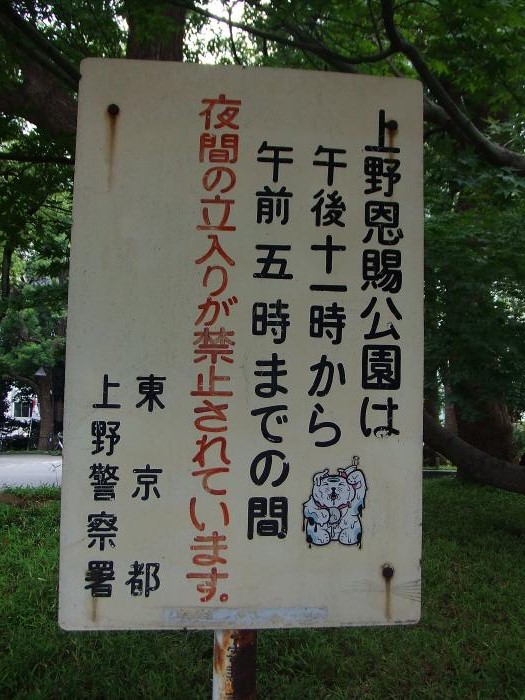 上野恩賜公園は
午後十一時から
午前五時までの間
夜間の立入りが禁止されています。
東京都
上野警察署